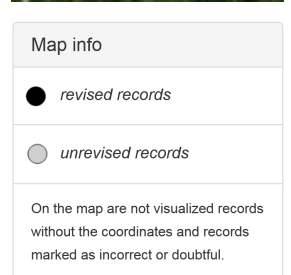 Map info
revised records
unrevised records
On the map are not visualized records
without the coordinates and records
marked as incorrect or doubtful.